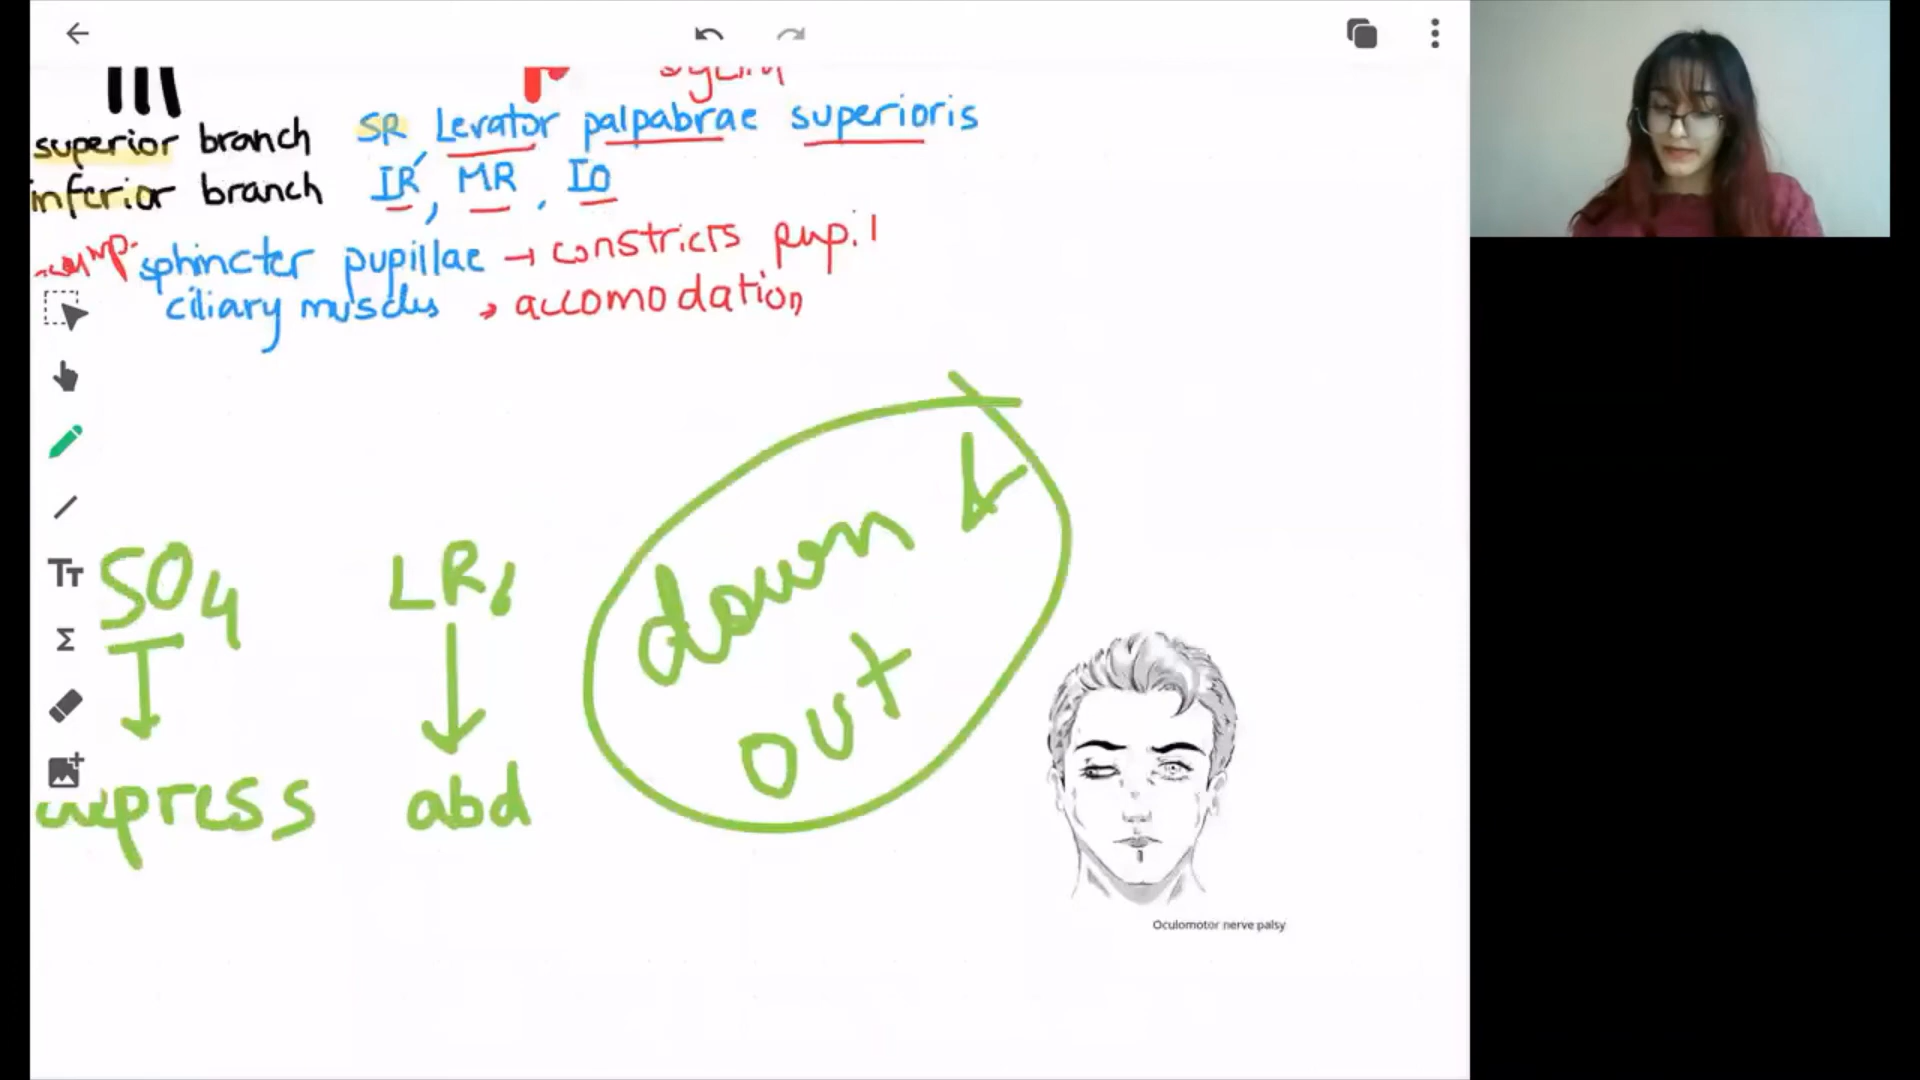 III
superior branch SR, Levator palpabrae superioris
inferior branch IR, MR, IO
sphincter pupillae → constricts pupil
ciliary muscles → accomodation
SO4 LR6
abd
down &
out
Oculomotor nerve palsy